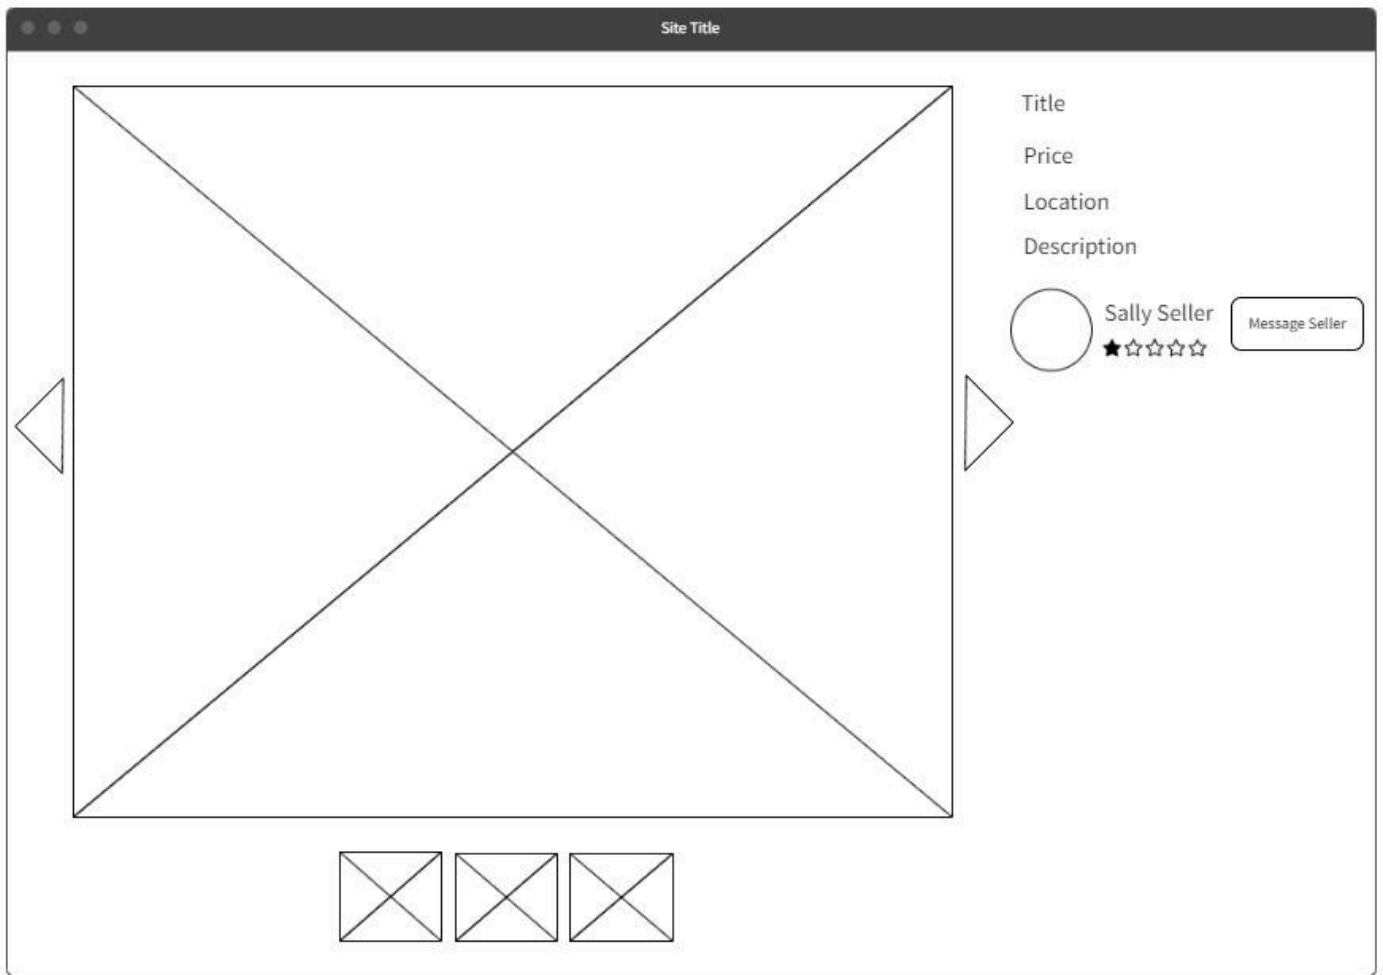 Site Title
Title
Price
Location
Description
Sally Seller
Message Seller